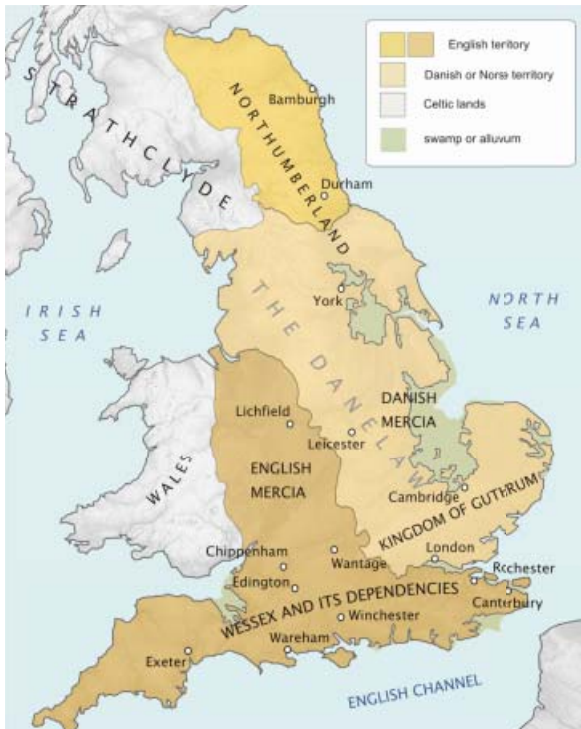 English teritory
Danish or Norse territory
Celtic lands
swamp or alluvum
STRATHCLYDE
NORTHUMBERLAND
Bamburgh
Durham
IRISH
SEA
NORTH
SEA
York
THE DANELAW
DANISH
MERCIA
Lichfield
Leicester
ENGLISH
MERCIA
WALES
Cambridge
KINGDOM OF GUTHRUM
Chippenham
Edington
Wantage
London
Rochester
Canterbury
WESSEX AND ITS DEPENDENCIES
Winchester
Wareham
Exeter
ENGLISH CHANNEL